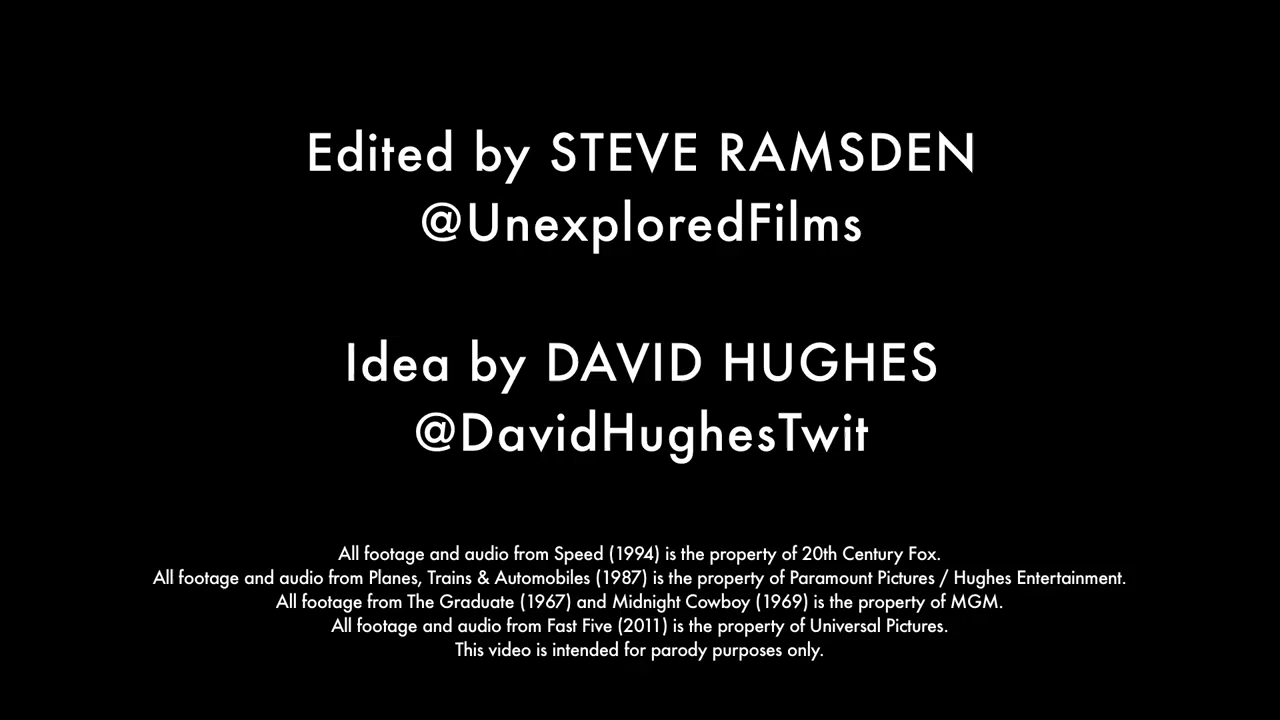 Edited by STEVE RAMSDEN
@UnexploredFilms
Idea by DAVID HUGHES
@DavidHughesTwit
All footage and audio from Speed (1994) is the property of 20th Century Fox.
All footage and audio from Planes, Trains & Automobiles (1987) is the property of Paramount Pictures / Hughes Entertainment.
All footage from The Graduate (1967) and Midnight Cowboy (1969) is the property of MGM.
All footage and audio from Fast Five (2011) is the property of Universal Pictures.
This video is intended for parody purposes only.